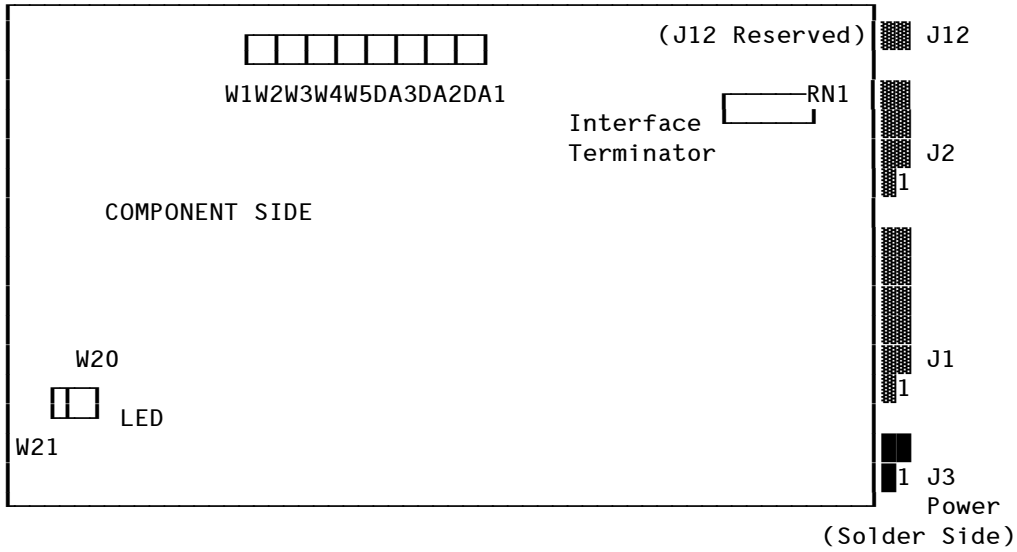 (J12 Reserved) J12
W1W2W3W4W5DA3DA2DA1
RN1
Interface
Terminator
J2
1
COMPONENT SIDE
W20
J1
1
LED
W21
1 J3
Power
(Solder Side)